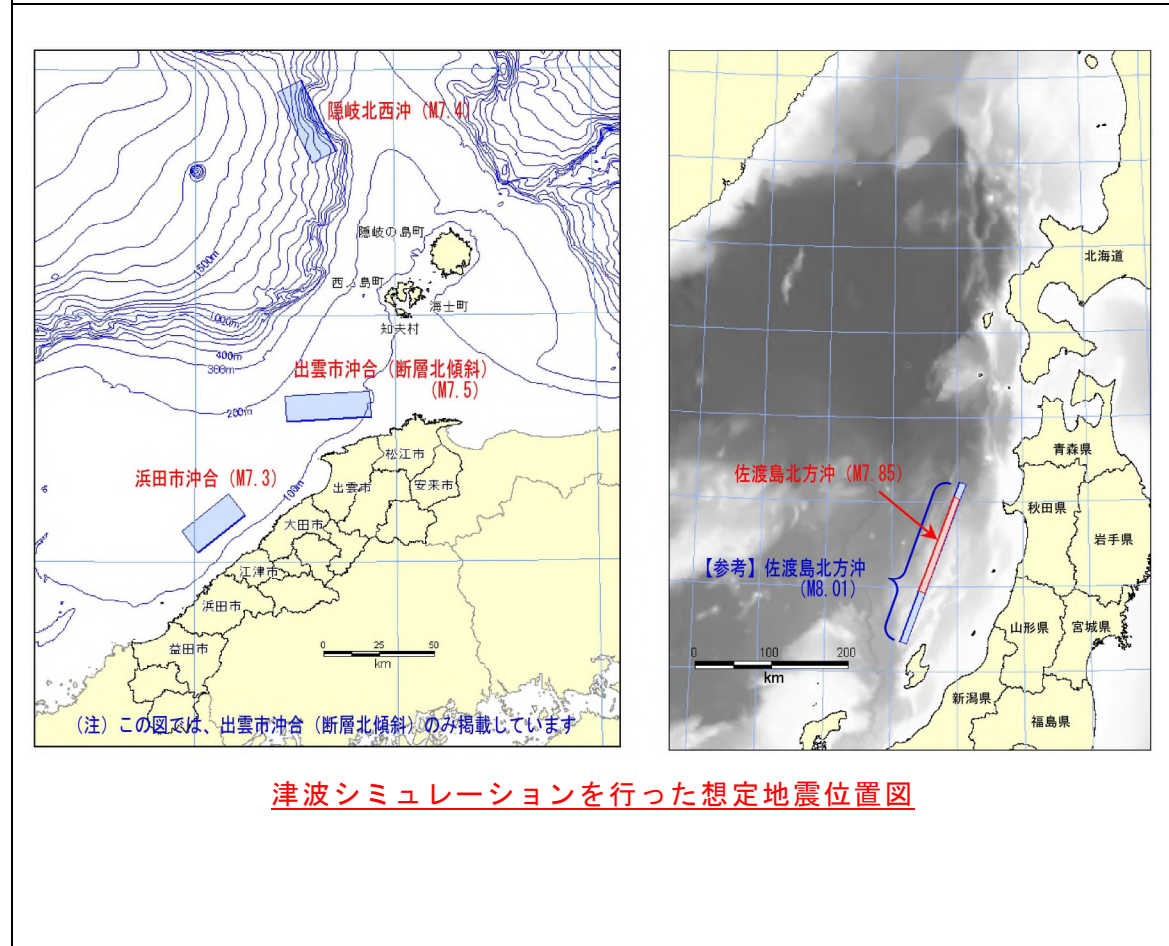 隠岐北西沖（M7.4）
1500m
隠岐の島町
西ノ島町
海士町
知夫村
1000m
400m
300m
出雲市沖合（断層北傾斜）
（M7.5）
200m
松江市
浜田市沖合（M7.3）
100m
出雲市
安来市
大田市
江津市
浜田市
益田市
0 25 50
km
（注）この図では、出雲市沖合（断層北傾斜）のみ掲載しています
北海道
青森県
佐渡島北方沖（M7.85）
秋田県
岩手県
【参考】佐渡島北方沖
（M8.01）
山形県
宮城県
0 100 200
km
新潟県
福島県
津波シミュレーションを行った想定地震位置図